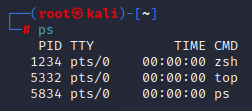 ┌──(root㉿kali)-[~]
└─# ps
    PID TTY          TIME CMD
   1234 pts/0    00:00:00 zsh
   5332 pts/0    00:00:00 top
   5834 pts/0    00:00:00 ps